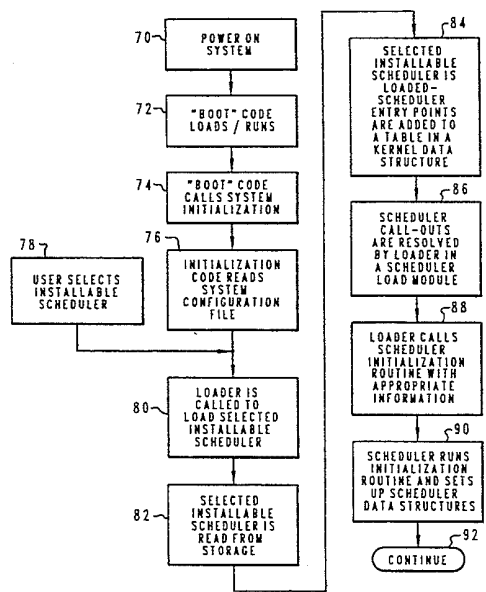 70
POWER ON
SYSTEM
72
"BOOT" CODE
LOADS / RUNS
74
"BOOT" CODE
CALLS SYSTEM
INITIALIZATION
76
INITIALIZATION
CODE READS
SYSTEM
CONFIGURATION
FILE
78
USER SELECTS
INSTALLABLE
SCHEDULER
80
LOADER IS
CALLED TO
LOAD SELECTED
INSTALLABLE
SCHEDULER
82
SELECTED
INSTALLABLE
SCHEDULER IS
READ FROM
STORAGE
84
SELECTED
INSTALLABLE
SCHEDULER IS
LOADED-
SCHEDULER
ENTRY POINTS
ARE ADDED TO
A TABLE IN A
KERNEL DATA
STRUCTURE
86
SCHEDULER
CALL-OUTS
ARE RESOLVED
BY LOADER IN
A SCHEDULER
LOAD MODULE
88
LOADER CALLS
SCHEDULER
INITIALIZATION
ROUTINE WITH
APPROPRIATE
INFORMATION
90
SCHEDULER RUNS
INITIALIZATION
ROUTINE AND SETS
UP SCHEDULER
DATA STRUCTURES
92
CONTINUE